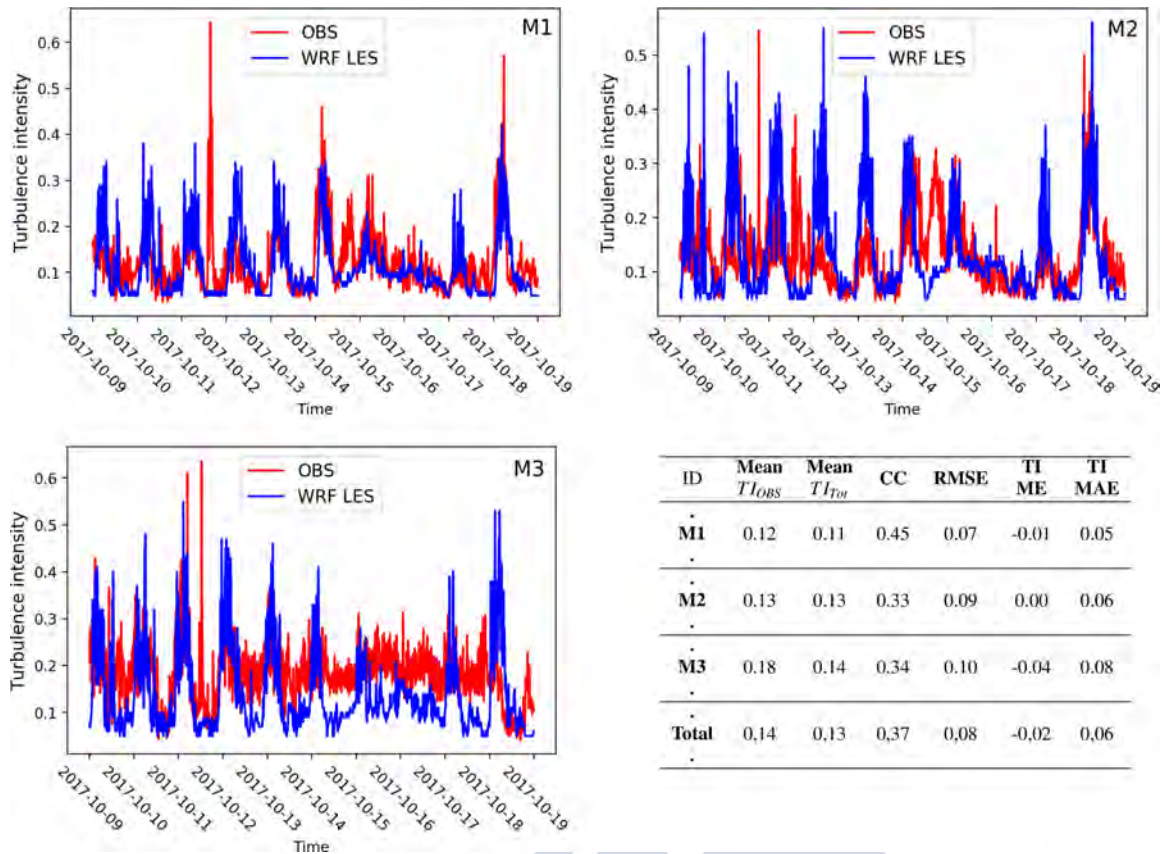 M1
OBS
WRF LES
0.6
0.5
0.4
0.3
0.2
0.1
Turbulence intensity
2017-10-09
2017-10-10
2017-10-11
2017-10-12
2017-10-13
2017-10-14
2017-10-15
2017-10-16
2017-10-17
2017-10-18
2017-10-19
Time
M2
OBS
WRF LES
0.5
0.4
0.3
0.2
0.1
Turbulence intensity
2017-10-09
2017-10-10
2017-10-11
2017-10-12
2017-10-13
2017-10-14
2017-10-15
2017-10-16
2017-10-17
2017-10-18
2017-10-19
Time
M3
OBS
WRF LES
0.6
0.5
0.4
0.3
0.2
0.1
Turbulence intensity
2017-10-09
2017-10-10
2017-10-11
2017-10-12
2017-10-13
2017-10-14
2017-10-15
2017-10-16
2017-10-17
2017-10-18
2017-10-19
Time
ID Mean TI_OBS Mean TI_Tot CC RMSE TI ME TI MAE
M1 0.12 0.11 0.45 0.07 -0.01 0.05
M2 0.13 0.13 0.33 0.09 0.00 0.06
M3 0.18 0.14 0.34 0.10 -0.04 0.08
Total 0,14 0,13 0,37 0,08 -0,02 0,06